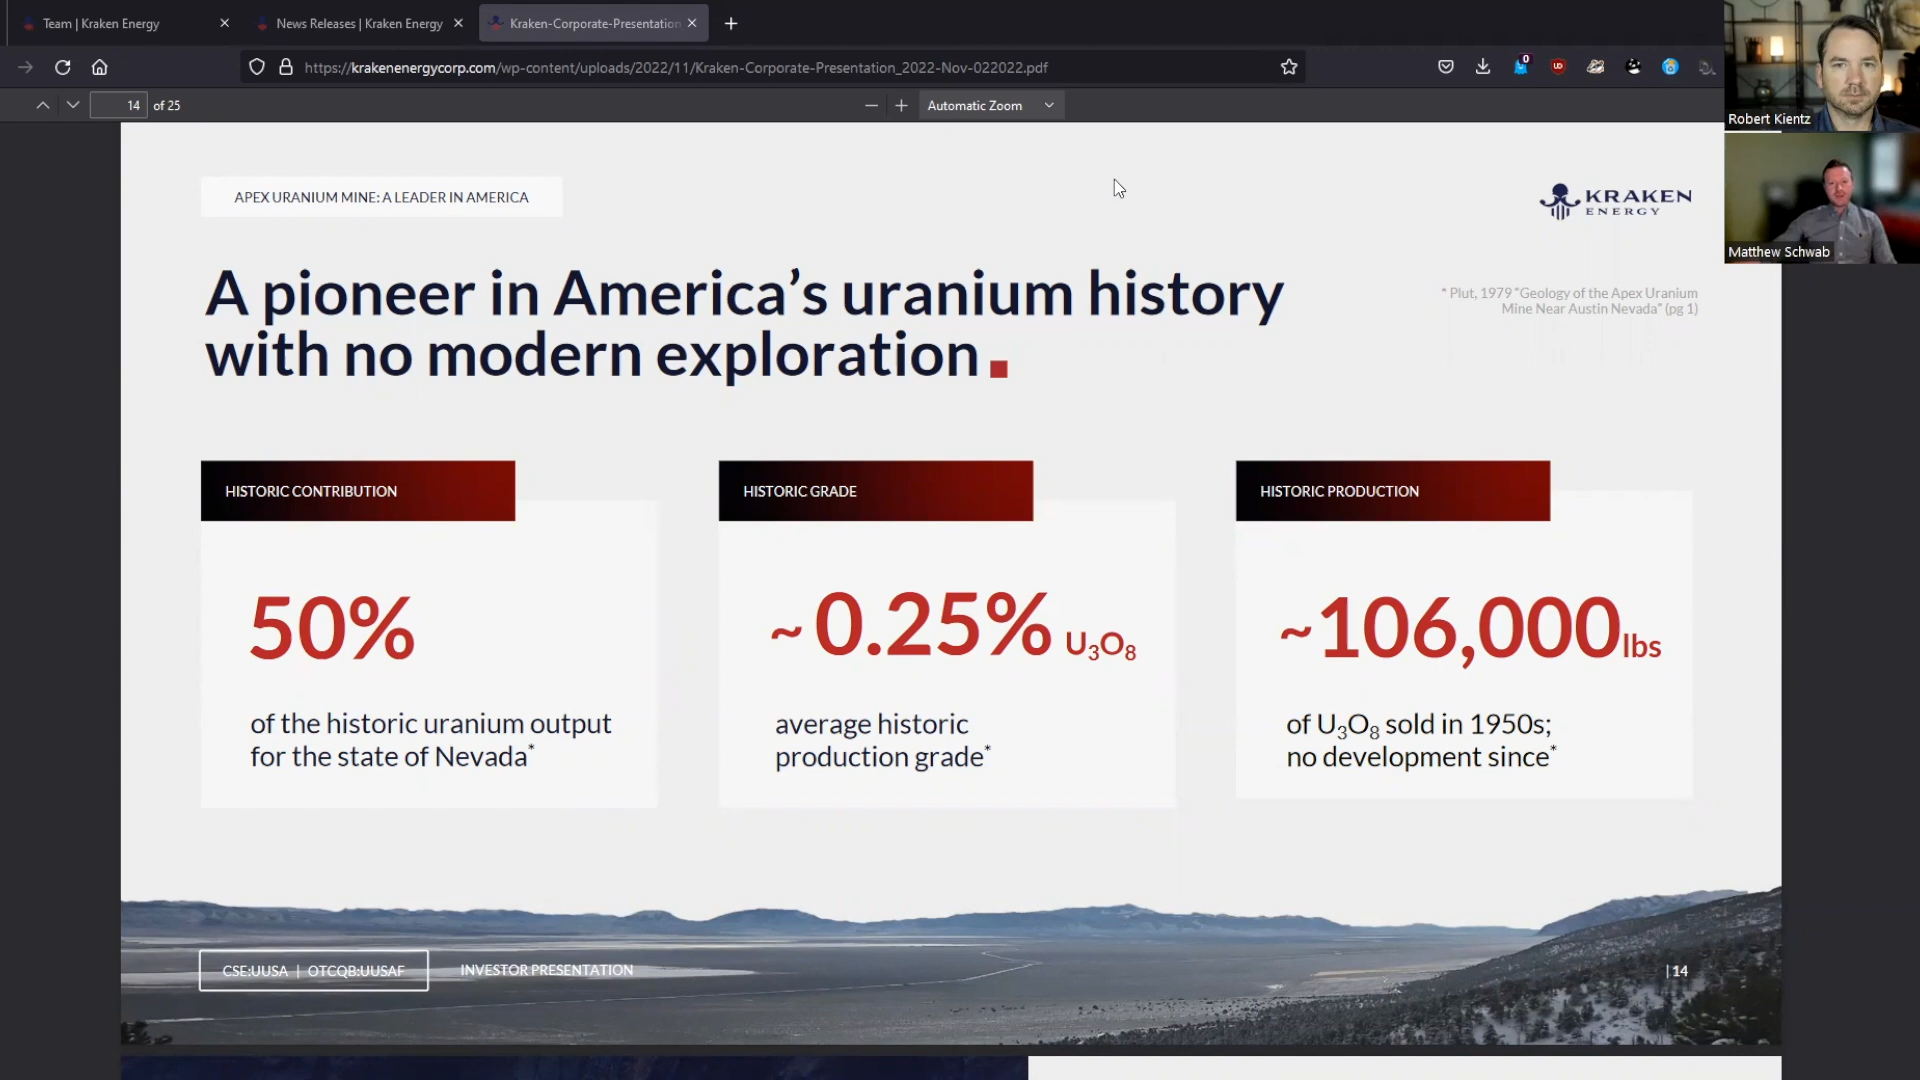 Team | Kraken Energy
News Releases | Kraken Energy
Kraken-Corporate-Presentation
https://krakenenergycorp.com/wp-content/uploads/2022/11/Kraken-Corporate-Presentation_2022-Nov-022022.pdf
0
UD
14 of 25
Automatic Zoom
Robert Kientz
Matthew Schwab
APEX URANIUM MINE: A LEADER IN AMERICA
KRAKEN
ENERGY
A pioneer in America’s uranium history
with no modern exploration
* Plut, 1979 "Geology of the Apex Uranium
Mine Near Austin Nevada" (pg 1)
HISTORIC CONTRIBUTION
50%
of the historic uranium output
for the state of Nevada*
HISTORIC GRADE
~0.25% U₃O₈
average historic
production grade*
HISTORIC PRODUCTION
~106,000lbs
of U₃O₈ sold in 1950s;
no development since*
CSE:UUSA | OTCQB:UUSAF
INVESTOR PRESENTATION
|14